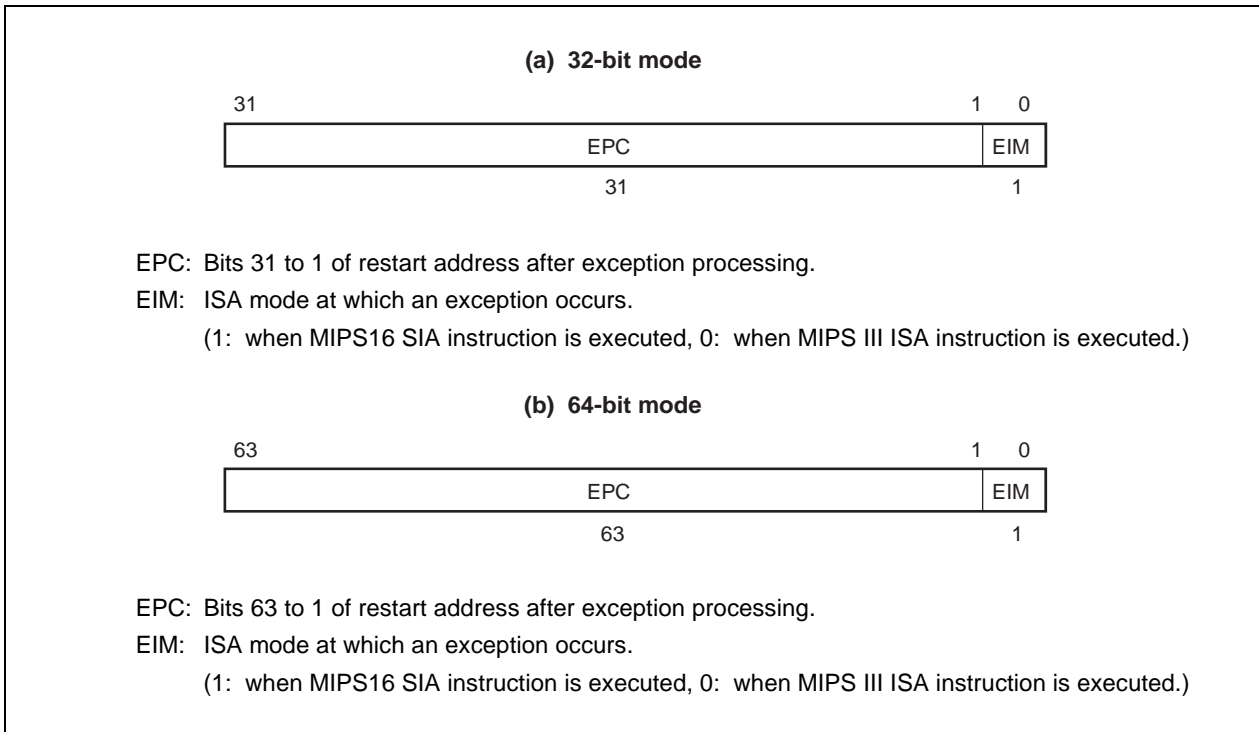 (a) 32-bit mode
31 1 0
EPC EIM
31 1
EPC: Bits 31 to 1 of restart address after exception processing.
EIM: ISA mode at which an exception occurs.
(1: when MIPS16 SIA instruction is executed, 0: when MIPS III ISA instruction is executed.)
(b) 64-bit mode
63 1 0
EPC EIM
63 1
EPC: Bits 63 to 1 of restart address after exception processing.
EIM: ISA mode at which an exception occurs.
(1: when MIPS16 SIA instruction is executed, 0: when MIPS III ISA instruction is executed.)